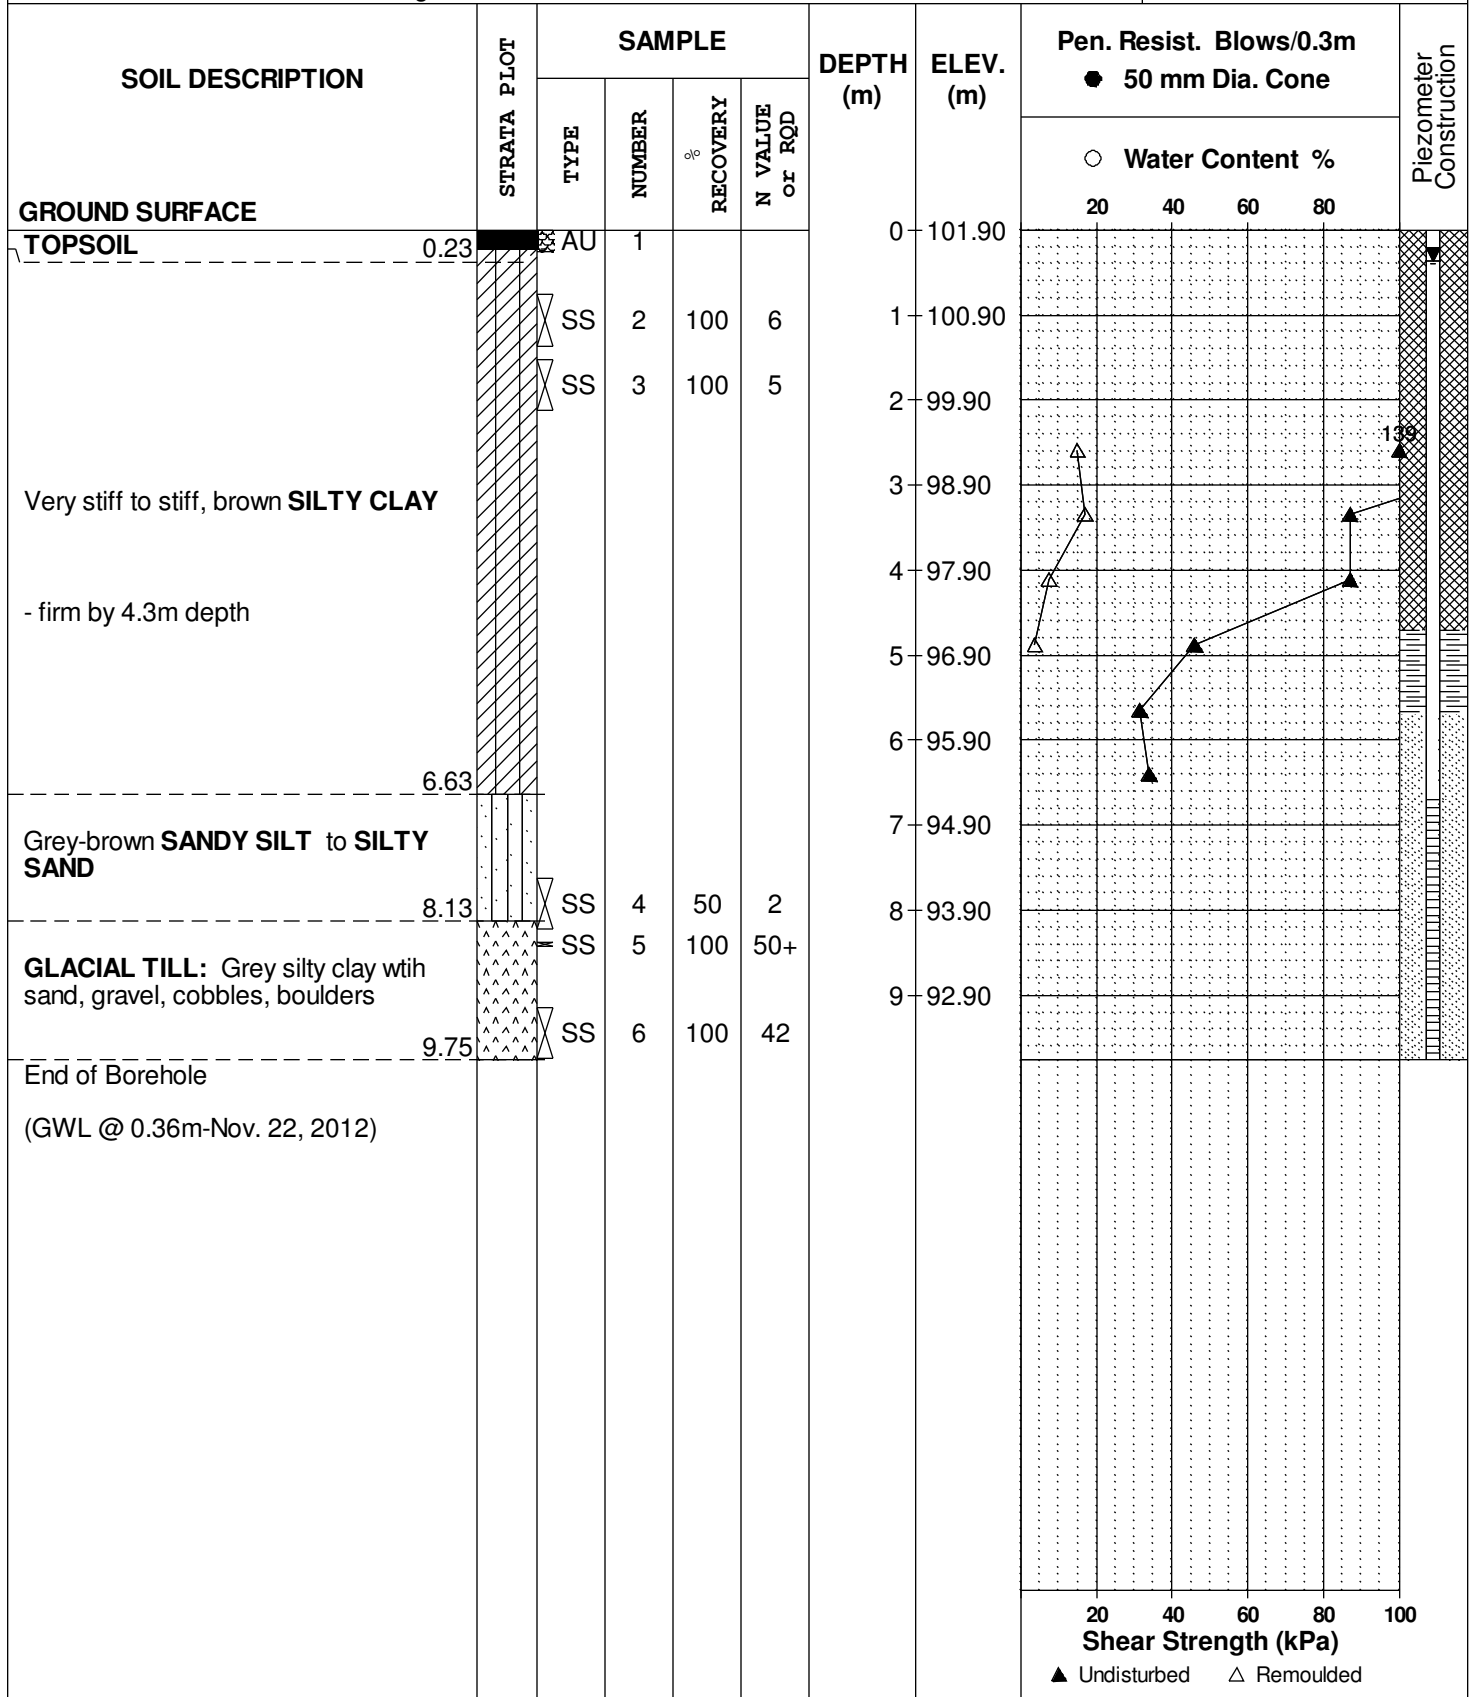 SOIL DESCRIPTION
GROUND SURFACE
STRATA PLOT
SAMPLE
TYPE
NUMBER
% RECOVERY
N VALUE or RQD
DEPTH (m)
ELEV. (m)
Pen. Resist. Blows/0.3m
● 50 mm Dia. Cone
○ Water Content %
20 40 60 80
Piezometer Construction
TOPSOIL 0.23
AU 1
0 101.90
SS 2 100 6
1 100.90
SS 3 100 5
2 99.90
139
Very stiff to stiff, brown SILTY CLAY
3 98.90
4 97.90
- firm by 4.3m depth
5 96.90
6 95.90
6.63
7 94.90
Grey-brown SANDY SILT to SILTY
SAND
8.13
SS 4 50 2
8 93.90
SS 5 100 50+
GLACIAL TILL: Grey silty clay wtih
sand, gravel, cobbles, boulders
9 92.90
9.75
SS 6 100 42
End of Borehole
(GWL @ 0.36m-Nov. 22, 2012)
20 40 60 80 100
Shear Strength (kPa)
▲ Undisturbed △ Remoulded